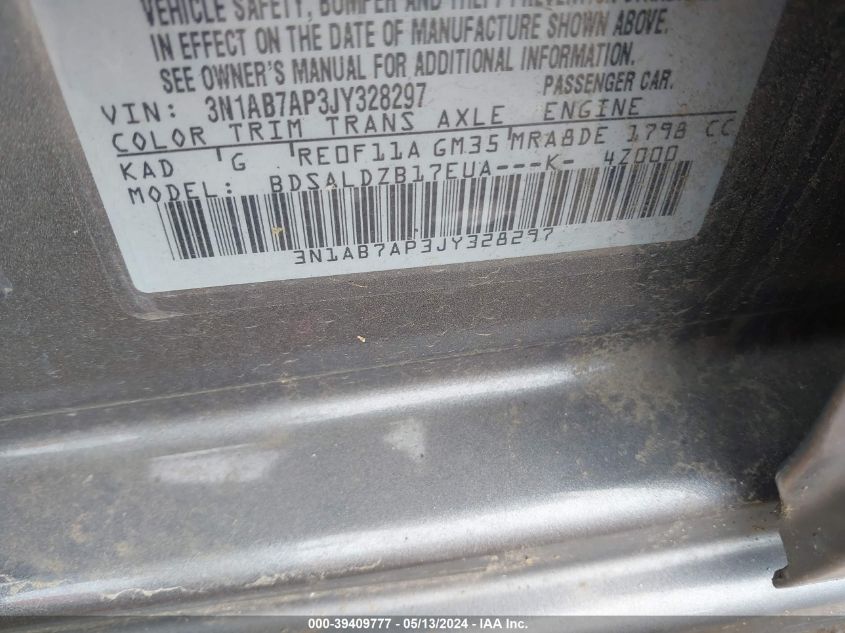 VEHICLE SAFETY, BUMPER AND THEFT PREVENTION
IN EFFECT ON THE DATE OF MANUFACTURE SHOWN ABOVE.
SEE OWNER'S MANUAL FOR ADDITIONAL INFORMATION.
VIN: 3N1AB7AP3JY328297 PASSENGER CAR.
COLOR TRIM TRANS AXLE ENGINE
KAD G RE0F11A GM35 MRA8DE 1798 CC
MODEL: BDSALDZB17EUA---K- 4Z000
3N1AB7AP3JY328297
000-39409777 - 05/13/2024 - IAA Inc.